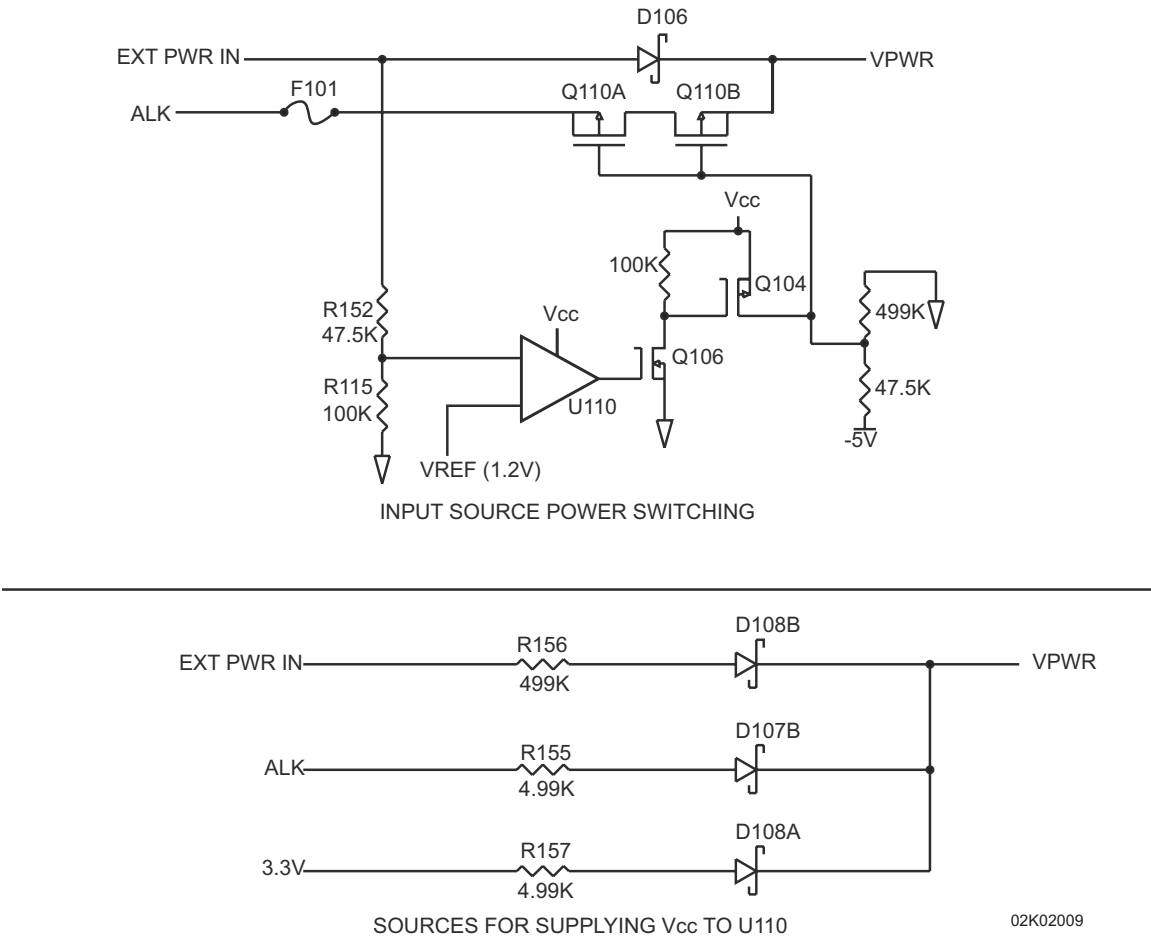 D106
EXT PWR IN
VPWR
F101
Q110A
Q110B
ALK
Vcc
100K
Q104
R152
47.5K
Vcc
499K
Q106
R115
100K
U110
47.5K
-5V
VREF (1.2V)
INPUT SOURCE POWER SWITCHING
D108B
EXT PWR IN
R156
499K
VPWR
D107B
ALK
R155
4.99K
D108A
3.3V
R157
4.99K
SOURCES FOR SUPPLYING Vcc TO U110
02K02009